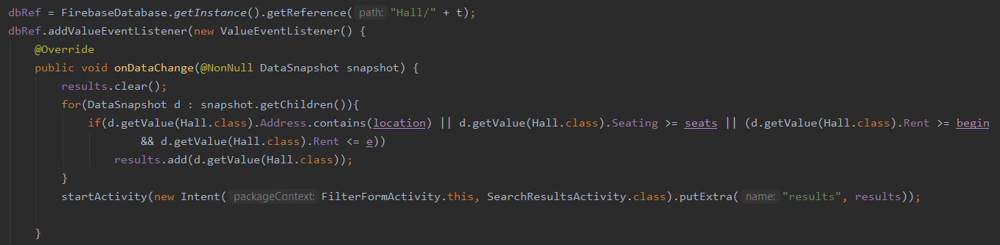 dbRef = FirebaseDatabase.getInstance().getReference( path: "Hall/" + t);
dbRef.addValueEventListener(new ValueEventListener() {
@Override
public void onDataChange(@NonNull DataSnapshot snapshot) {
results.clear();
for(DataSnapshot d : snapshot.getChildren()){
if(d.getValue(Hall.class).Address.contains(location) || d.getValue(Hall.class).Seating >= seats || (d.getValue(Hall.class).Rent >= begin
&& d.getValue(Hall.class).Rent <= e))
results.add(d.getValue(Hall.class));
}
startActivity(new Intent( packageContext: FilterFormActivity.this, SearchResultsActivity.class).putExtra( name: "results", results));
}